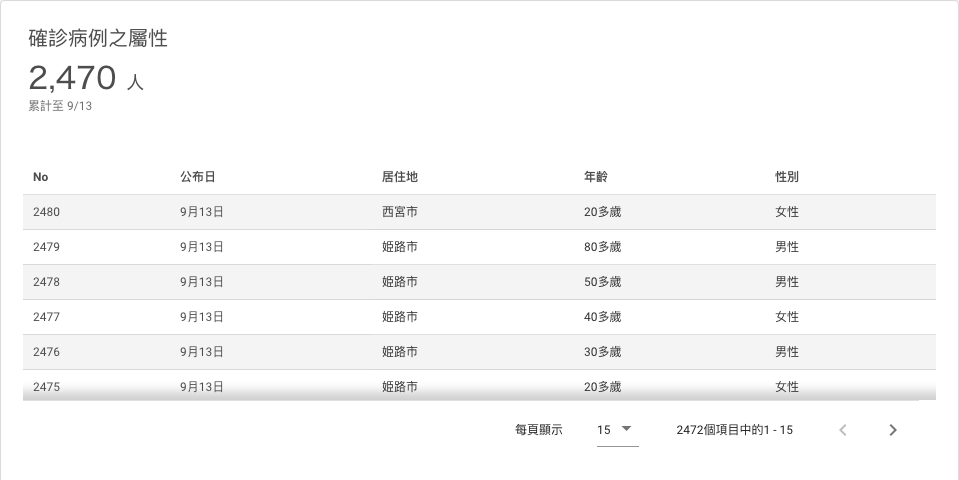 確診病例之屬性
2,470 人
累計至 9/13
No 公布日 居住地 年齡 性別
2480 9月13日 西宮市 20多歲 女性
2479 9月13日 姫路市 80多歲 男性
2478 9月13日 姫路市 50多歲 男性
2477 9月13日 姫路市 40多歲 女性
2476 9月13日 姫路市 30多歲 男性
2475 9月13日 姫路市 20多歲 女性
每頁顯示 15 2472個項目中的1 - 15